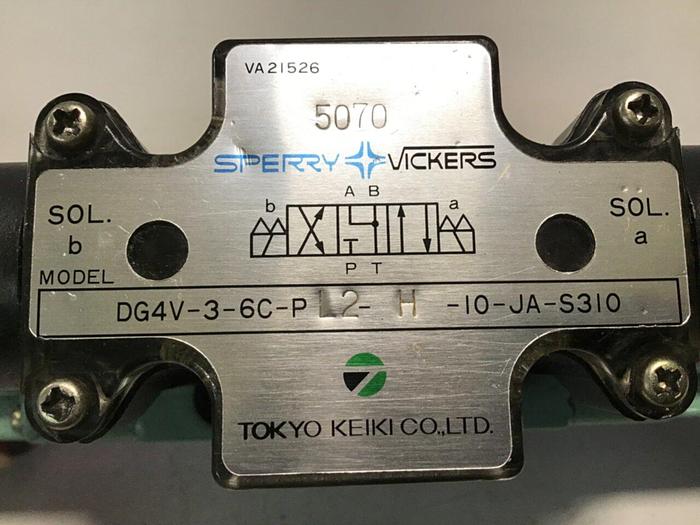 VA21526
5070
SPERRY VICKERS
A B
b a
T
P T
SOL. b
SOL. a
MODEL
DG4V-3-6C-P L2- H -10-JA-S310
TOKYO KEIKI CO.,LTD.